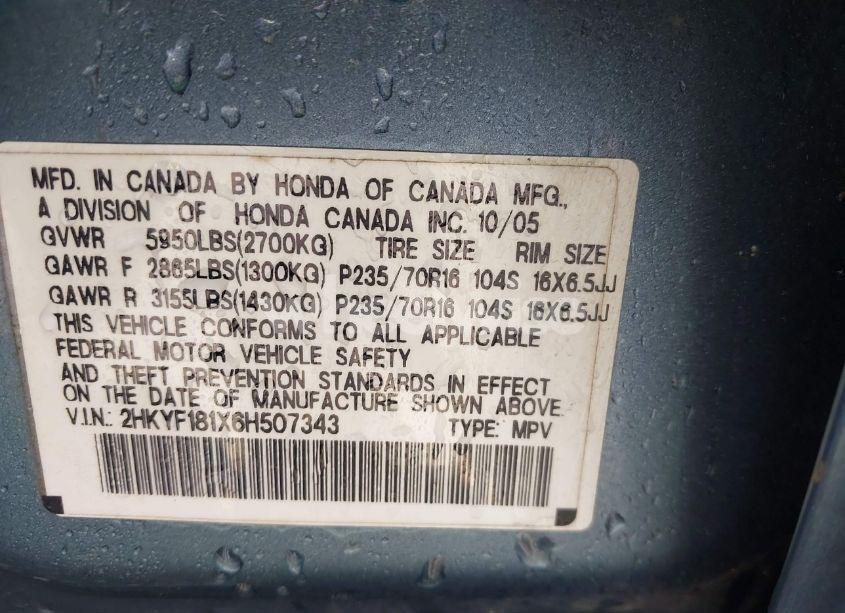 MFD. IN CANADA BY HONDA OF CANADA MFG.,
A DIVISION OF HONDA CANADA INC. 10/05
GVWR 5950LBS(2700KG) TIRE SIZE RIM SIZE
GAWR F 2865LBS(1300KG) P235/70R16 104S 16X6.5JJ
GAWR R 3155LBS(1430KG) P235/70R16 104S 16X6.5JJ
THIS VEHICLE CONFORMS TO ALL APPLICABLE
FEDERAL MOTOR VEHICLE SAFETY
AND THEFT PREVENTION STANDARDS IN EFFECT
ON THE DATE OF MANUFACTURE SHOWN ABOVE.
V.I.N.: 2HKYF181X6H507343 TYPE: MPV